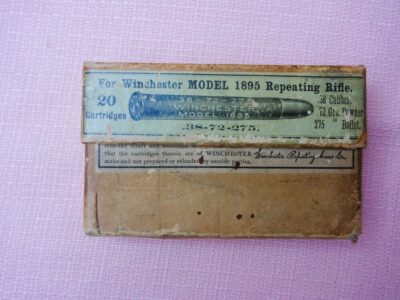 For Winchester MODEL 1895 Repeating Rifle.
20
Cartridges
38-72-275
WINCHESTER
MODEL 1895
.38-72-275.
.38 Caliber,
72 Grs. Powder
275 " Bullet.
that the cartridges therein are of WINCHESTER Winchester Repeating Arms Co.
make and not prepared or reloaded by outside parties.